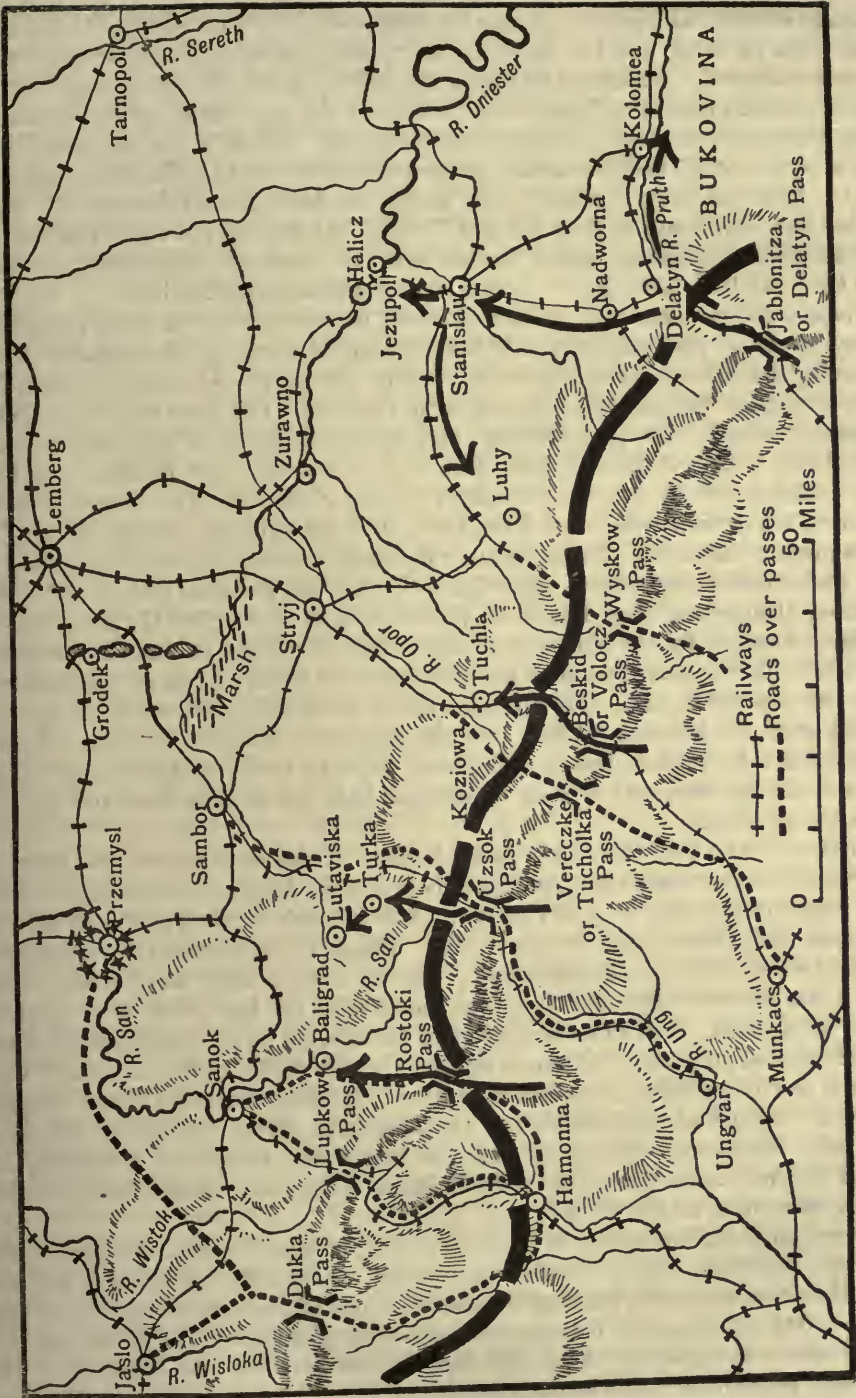 Tarnopol
R. Sereth
Lemberg
Grodek
Przemysl
R. San
Sanok
R. Wistok
Jaslo
R. Wisloka
R. Dniester
Halicz
Jezupoli
Zurawno
Marsh
Stryj
Sambor
Stanislau
Luhy
R. Opor
Tuchla
Koziowa
Turka
Lutaviska
R. San
Baligrad
Lupkow
Pass
Dukla
Pass
Rostoki
Pass
Uzsok
Pass
Beskid
or Volocz
Pass
Wyskow
Pass
Vereczke
or Tucholka
Pass
Nadworna
Kolomea
Delatyn
R. Pruth
BUKOVINA
Jablonitza
or Delatyn Pass
Hamonna
R. Ung
Ungvar
Munkacs
Railways
Roads over passes
0
50
Miles